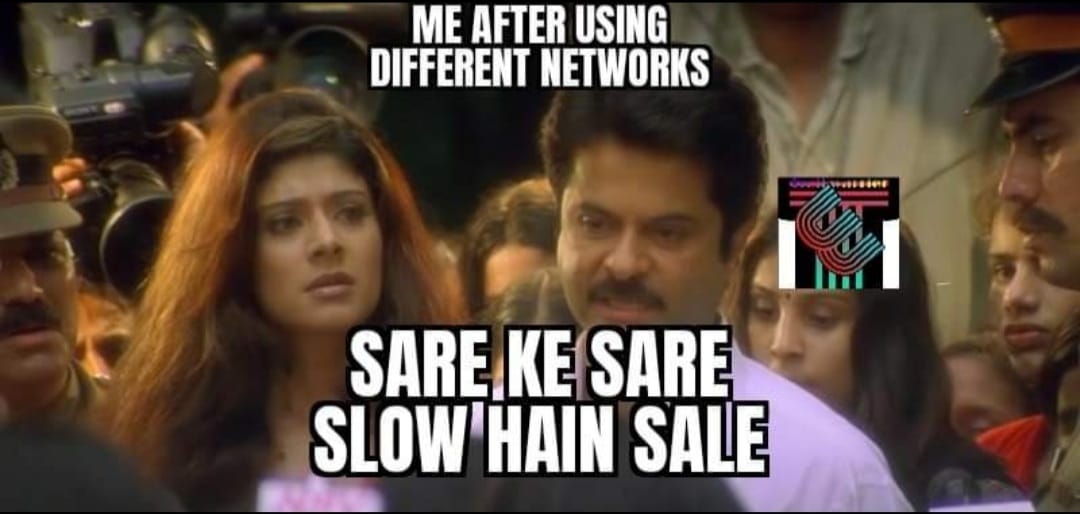 ME AFTER USING
DIFFERENT NETWORKS
SARE KE SARE
SLOW HAIN SALE